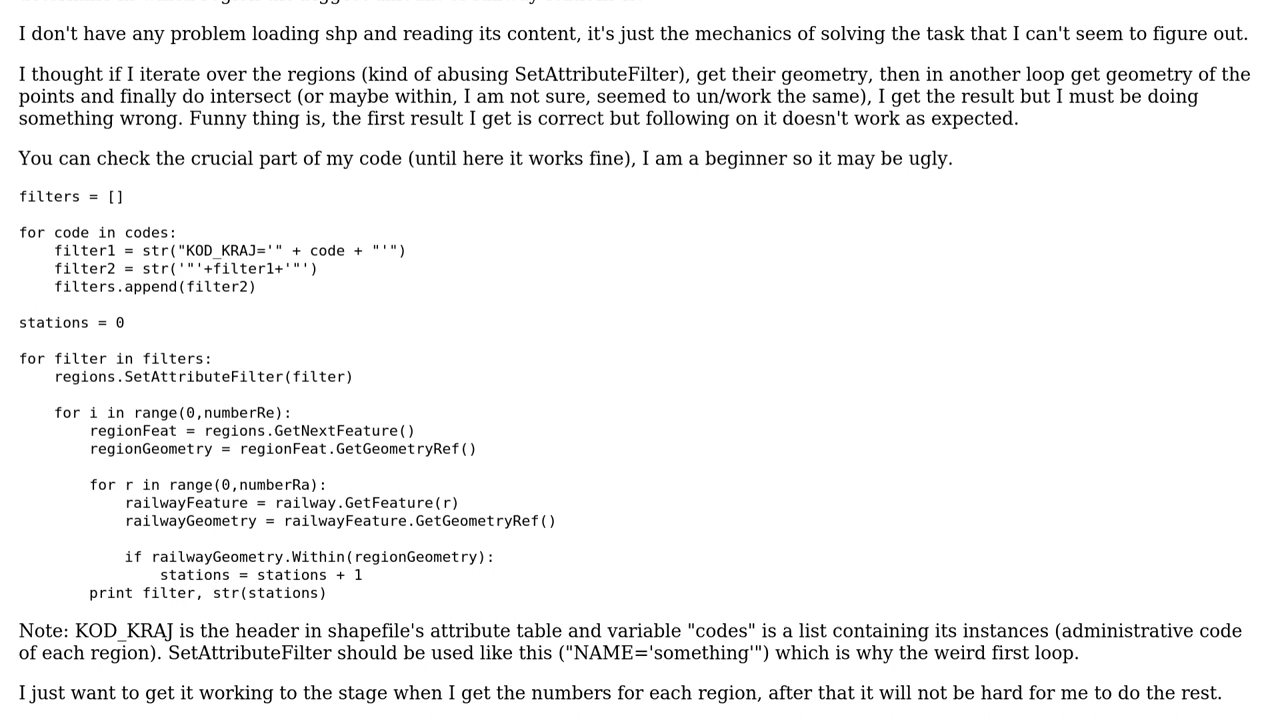 I don't have any problem loading shp and reading its content, it's just the mechanics of solving the task that I can't seem to figure out.
I thought if I iterate over the regions (kind of abusing SetAttributeFilter), get their geometry, then in another loop get geometry of the
points and finally do intersect (or maybe within, I am not sure, seemed to un/work the same), I get the result but I must be doing
something wrong. Funny thing is, the first result I get is correct but following on it doesn't work as expected.
You can check the crucial part of my code (until here it works fine), I am a beginner so it may be ugly.
filters = []
for code in codes:
    filter1 = str("KOD_KRAJ='" + code + "'")
    filter2 = str('"'+filter1+'"')
    filters.append(filter2)
stations = 0
for filter in filters:
    regions.SetAttributeFilter(filter)
    for i in range(0,numberRe):
        regionFeat = regions.GetNextFeature()
        regionGeometry = regionFeat.GetGeometryRef()
        for r in range(0,numberRa):
            railwayFeature = railway.GetFeature(r)
            railwayGeometry = railwayFeature.GetGeometryRef()
            if railwayGeometry.Within(regionGeometry):
                stations = stations + 1
        print filter, str(stations)
Note: KOD_KRAJ is the header in shapefile's attribute table and variable "codes" is a list containing its instances (administrative code
of each region). SetAttributeFilter should be used like this ("NAME='something'") which is why the weird first loop.
I just want to get it working to the stage when I get the numbers for each region, after that it will not be hard for me to do the rest.